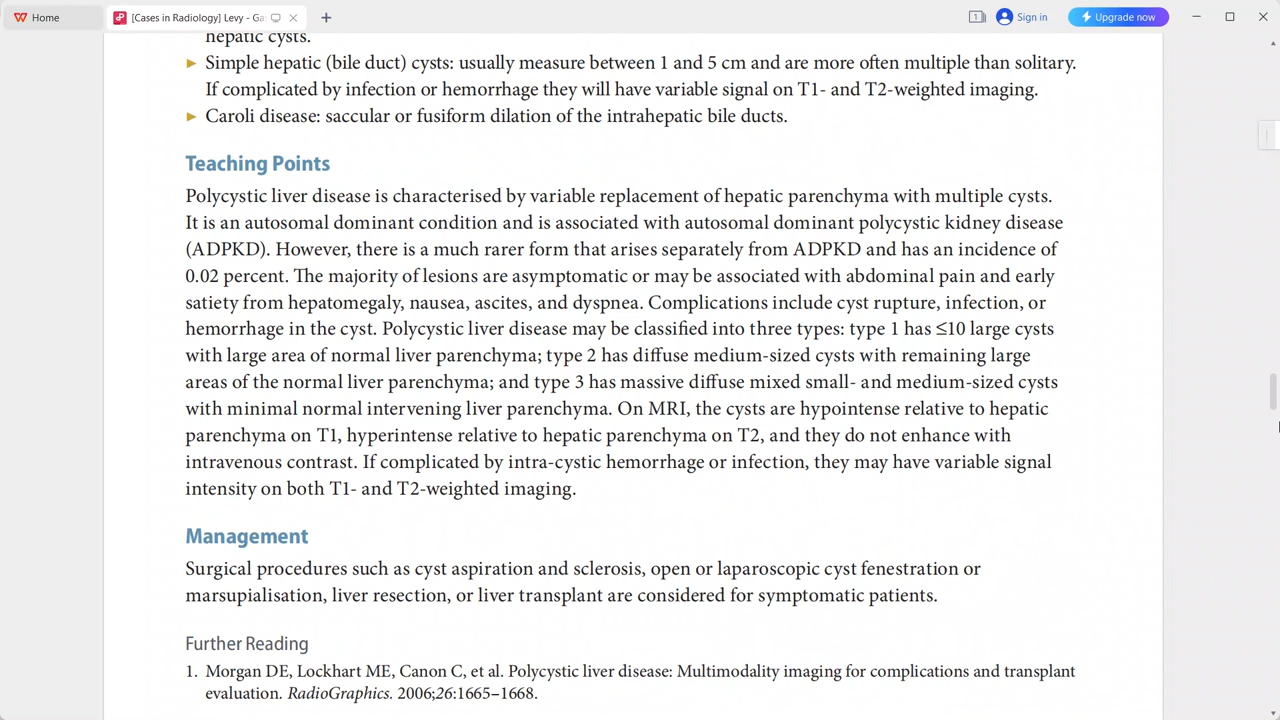 Home
[Cases in Radiology] Levy - Ga
1
Sign in
Upgrade now
hepatic cysts.
► Simple hepatic (bile duct) cysts: usually measure between 1 and 5 cm and are more often multiple than solitary.
If complicated by infection or hemorrhage they will have variable signal on T1- and T2-weighted imaging.
► Caroli disease: saccular or fusiform dilation of the intrahepatic bile ducts.
Teaching Points
Polycystic liver disease is characterised by variable replacement of hepatic parenchyma with multiple cysts.
It is an autosomal dominant condition and is associated with autosomal dominant polycystic kidney disease
(ADPKD). However, there is a much rarer form that arises separately from ADPKD and has an incidence of
0.02 percent. The majority of lesions are asymptomatic or may be associated with abdominal pain and early
satiety from hepatomegaly, nausea, ascites, and dyspnea. Complications include cyst rupture, infection, or
hemorrhage in the cyst. Polycystic liver disease may be classified into three types: type 1 has ≤10 large cysts
with large area of normal liver parenchyma; type 2 has diffuse medium-sized cysts with remaining large
areas of the normal liver parenchyma; and type 3 has massive diffuse mixed small- and medium-sized cysts
with minimal normal intervening liver parenchyma. On MRI, the cysts are hypointense relative to hepatic
parenchyma on T1, hyperintense relative to hepatic parenchyma on T2, and they do not enhance with
intravenous contrast. If complicated by intra-cystic hemorrhage or infection, they may have variable signal
intensity on both T1- and T2-weighted imaging.
Management
Surgical procedures such as cyst aspiration and sclerosis, open or laparoscopic cyst fenestration or
marsupialisation, liver resection, or liver transplant are considered for symptomatic patients.
Further Reading
1. Morgan DE, Lockhart ME, Canon C, et al. Polycystic liver disease: Multimodality imaging for complications and transplant
evaluation. RadioGraphics. 2006;26:1665–1668.